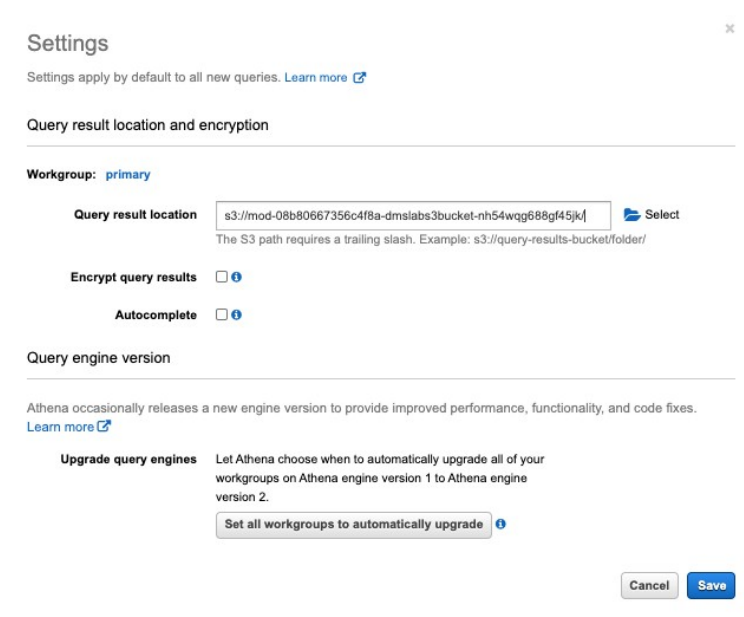 Settings
Settings apply by default to all new queries. Learn more
Query result location and encryption
Workgroup: primary
Query result location s3://mod-08b80667356c4f8a-dmslabs3bucket-nh54wqg688gf45jk/ Select
The S3 path requires a trailing slash. Example: s3://query-results-bucket/folder/
Encrypt query results
Autocomplete
Query engine version
Athena occasionally releases a new engine version to provide improved performance, functionality, and code fixes.
Learn more
Upgrade query engines Let Athena choose when to automatically upgrade all of your
workgroups on Athena engine version 1 to Athena engine
version 2.
Set all workgroups to automatically upgrade
Cancel Save